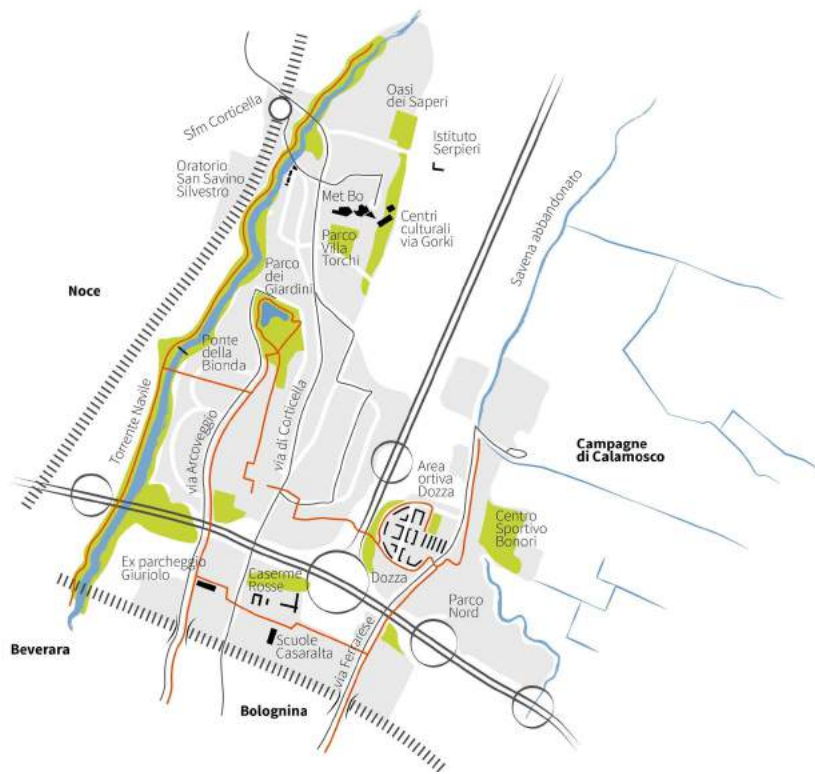 Oasi
dei Saperi
Sfm Corticella
Istituto
Serpieri
Oratorio
San Savino
Silvestro
Met Bo
Centri
culturali
via Gorki
Parco
Villa
Torchi
Savena abbandonato
Parco
dei
Giardini
Noce
Ponte
della
Bionda
Torrente Navile
via Arcoveggio
via di Corticella
Campagne
di Calamosco
Area
ortiva
Dozza
Centro
Sportivo
Bonori
Ex parcheggio
Giuriolo
Caserme
Rosse
Dozza
Parco
Nord
Scuole
Casaralta
via Ferrarese
Beverara
Bolognina